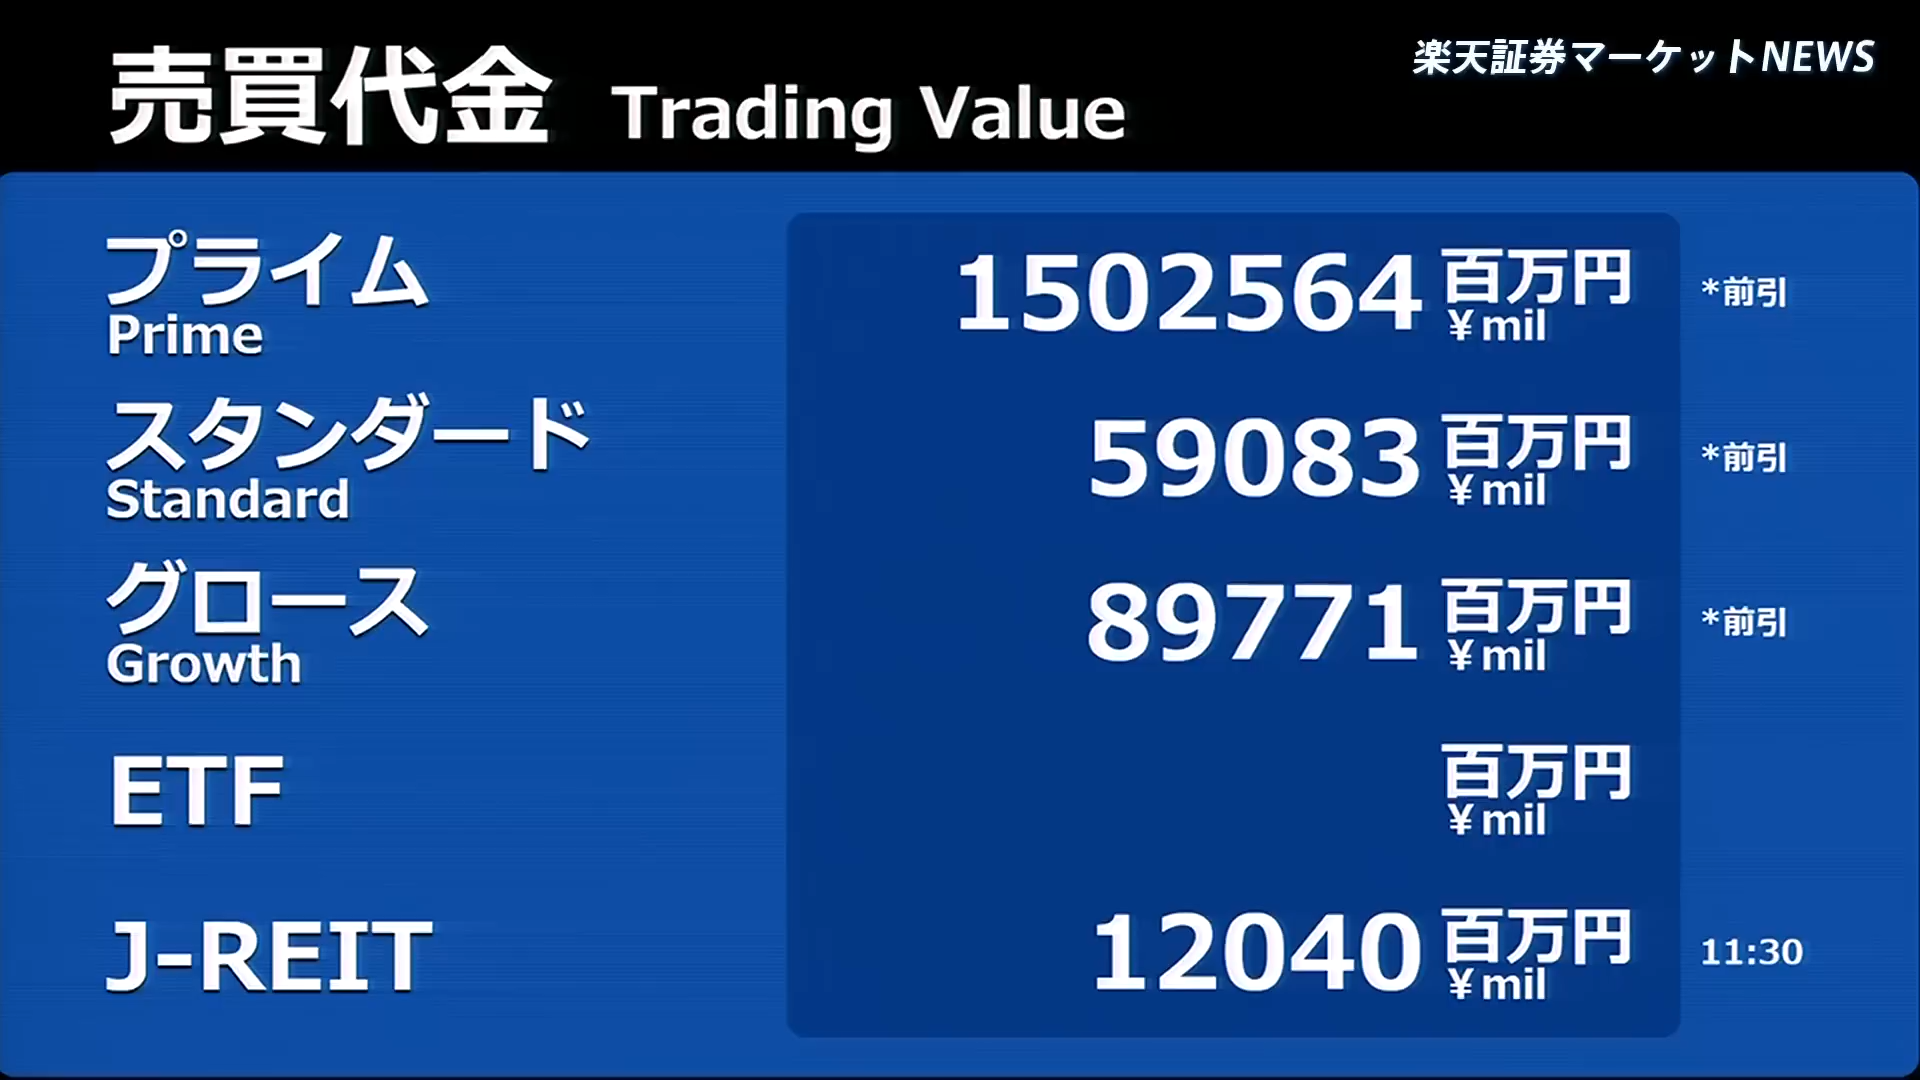 売買代金 Trading Value
楽天証券マーケットNEWS
プライム
Prime
1502564 百万円
¥mil
*前引
スタンダード
Standard
59083 百万円
¥mil
*前引
グロース
Growth
89771 百万円
¥mil
*前引
ETF
百万円
¥mil
J-REIT
12040 百万円
¥mil
11:30